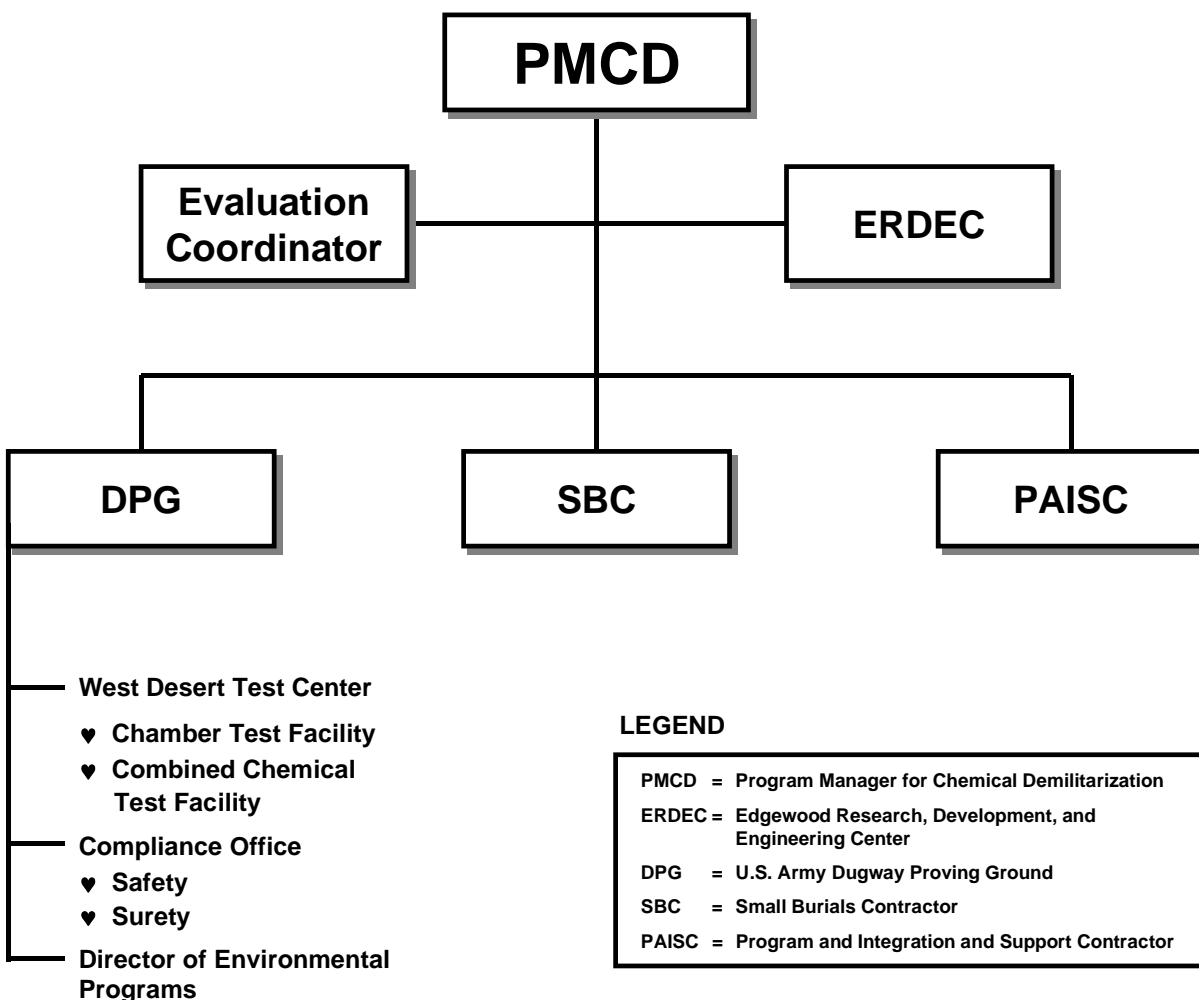 PMCD
Evaluation
Coordinator
ERDEC
DPG
SBC
PAISC
West Desert Test Center
♥ Chamber Test Facility
♥ Combined Chemical
Test Facility
Compliance Office
♥ Safety
♥ Surety
Director of Environmental
Programs
LEGEND
PMCD = Program Manager for Chemical Demilitarization
ERDEC = Edgewood Research, Development, and
Engineering Center
DPG = U.S. Army Dugway Proving Ground
SBC = Small Burials Contractor
PAISC = Program and Integration and Support Contractor